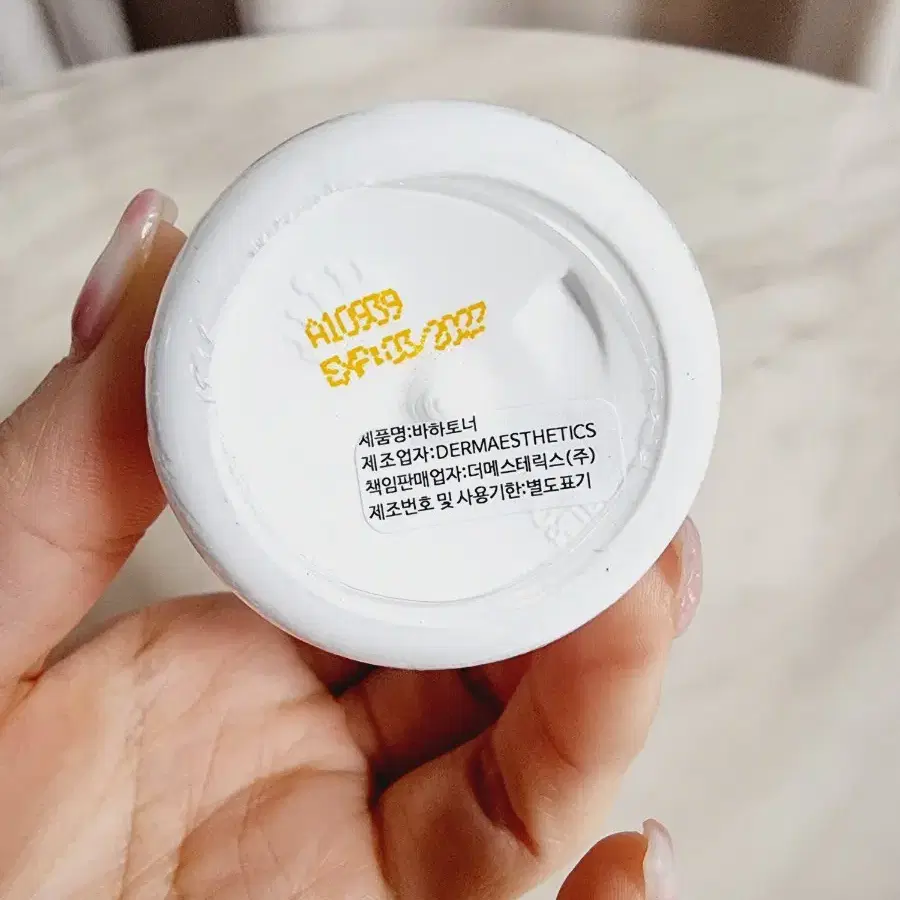 A10939
EXP:03/2022
세품명:바하토너
제조업자:DERMAESTHETICS
책임판매업자:더메스테릭스(주)
제조번호 및 사용기한:별도표기